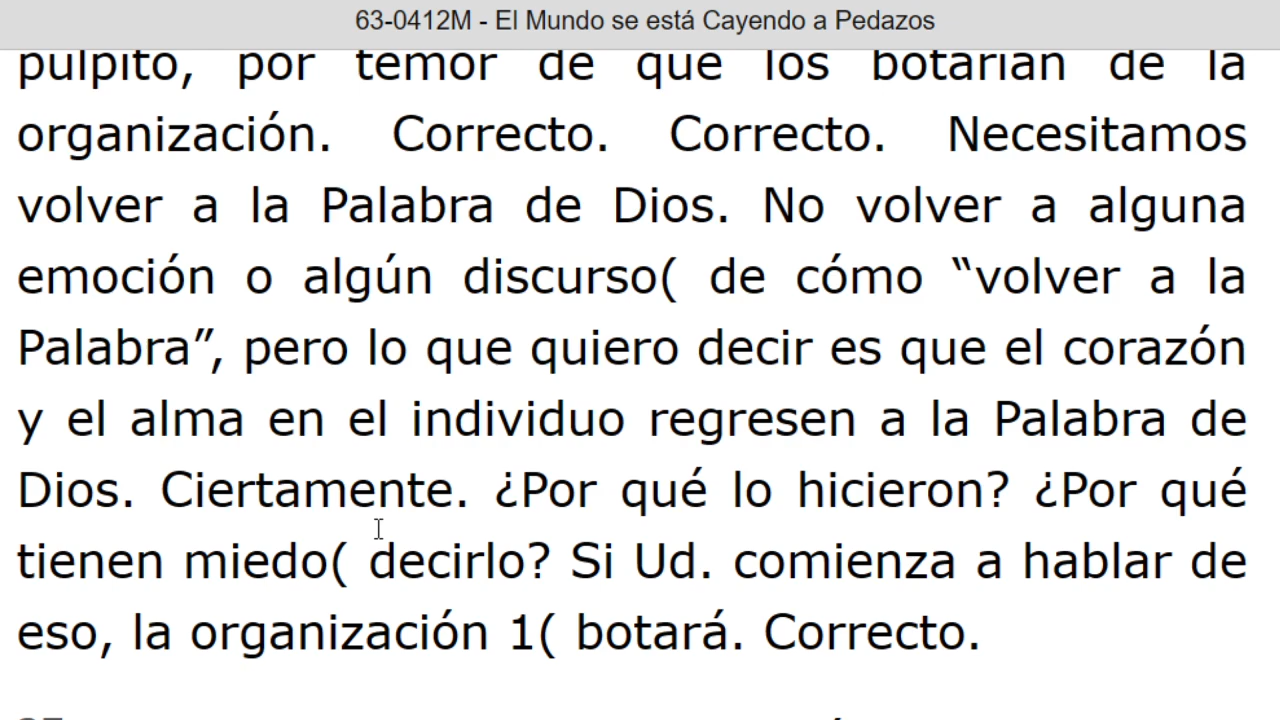 63-0412M - El Mundo se está Cayendo a Pedazos
púlpito, por temor de que los botarían de la
organización. Correcto. Correcto. Necesitamos
volver a la Palabra de Dios. No volver a alguna
emoción o algún discurso( de cómo “volver a la
Palabra”, pero lo que quiero decir es que el corazón
y el alma en el individuo regresen a la Palabra de
Dios. Ciertamente. ¿Por qué lo hicieron? ¿Por qué
tienen miedo( decirlo? Si Ud. comienza a hablar de
eso, la organización 1( botará. Correcto.